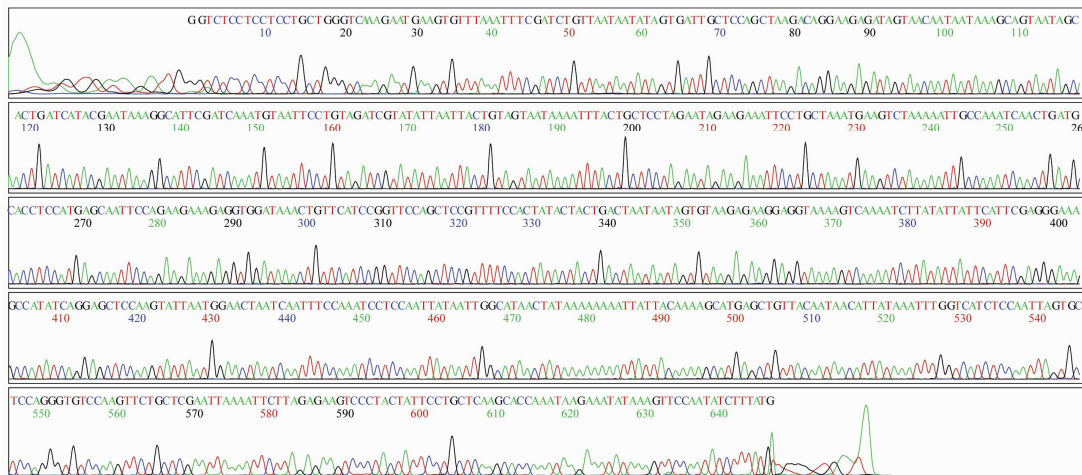 GGTCTCCTCCTCCTGCTGGGTCAAAGAATGAAGTGTTTAAATTTCGATCTGTTAATAATATAGTGATTGCTCCAGCTAAGACAGGAAGAGATAGTAACAATAATAAAGCAGTAATAGC
10 20 30 40 50 60 70 80 90 100 110
ACTGATCATACGAATAAAGGCATTCGATCAAATGTAATTCCTGTAGATCGTATATTAATTACTGTAGTAATAAAATTTACTGCTCCTAGAATAGAAGAAATTCCTGCTAAATGAAGTCTAAAAATTGCCAAATCAACTGATG
120 130 140 150 160 170 180 190 200 210 220 230 240 250 26
CACCTCCATGAGCAATTCCAGAAGAAAGAGGTGGATAAACTGTTCATCCGGTTCCAGCTCCGTTTTCCACTATACTACTGACTAATAATAGTGTAAGAGAAGGAGGTAAAAGTCAAAATCTTATATTATTCATTCGAGGGAAA
270 280 290 300 310 320 330 340 350 360 370 380 390 400
GCCATATCAGGAGCTCCAAGTATTAATGGAACTAATCAATTTCCAAATCCTCCAATTATAATTGGCATAACTATAAAAAAAATTATTACAAAAGCATGAGCTGTTACAATAACATTATAAATTTGGTCATCTCCAATTAGTGC
410 420 430 440 450 460 470 480 490 500 510 520 530 540
TCCAGGGTGTCCAAGTTCTGCTCGAATTAAAATTCTTAGAGAAGTCCCTACTATTCCTGCTCAAGCACCAAATAAGAAATATAAAGTTCCAATATCTTTATG
550 560 570 580 590 600 610 620 630 640